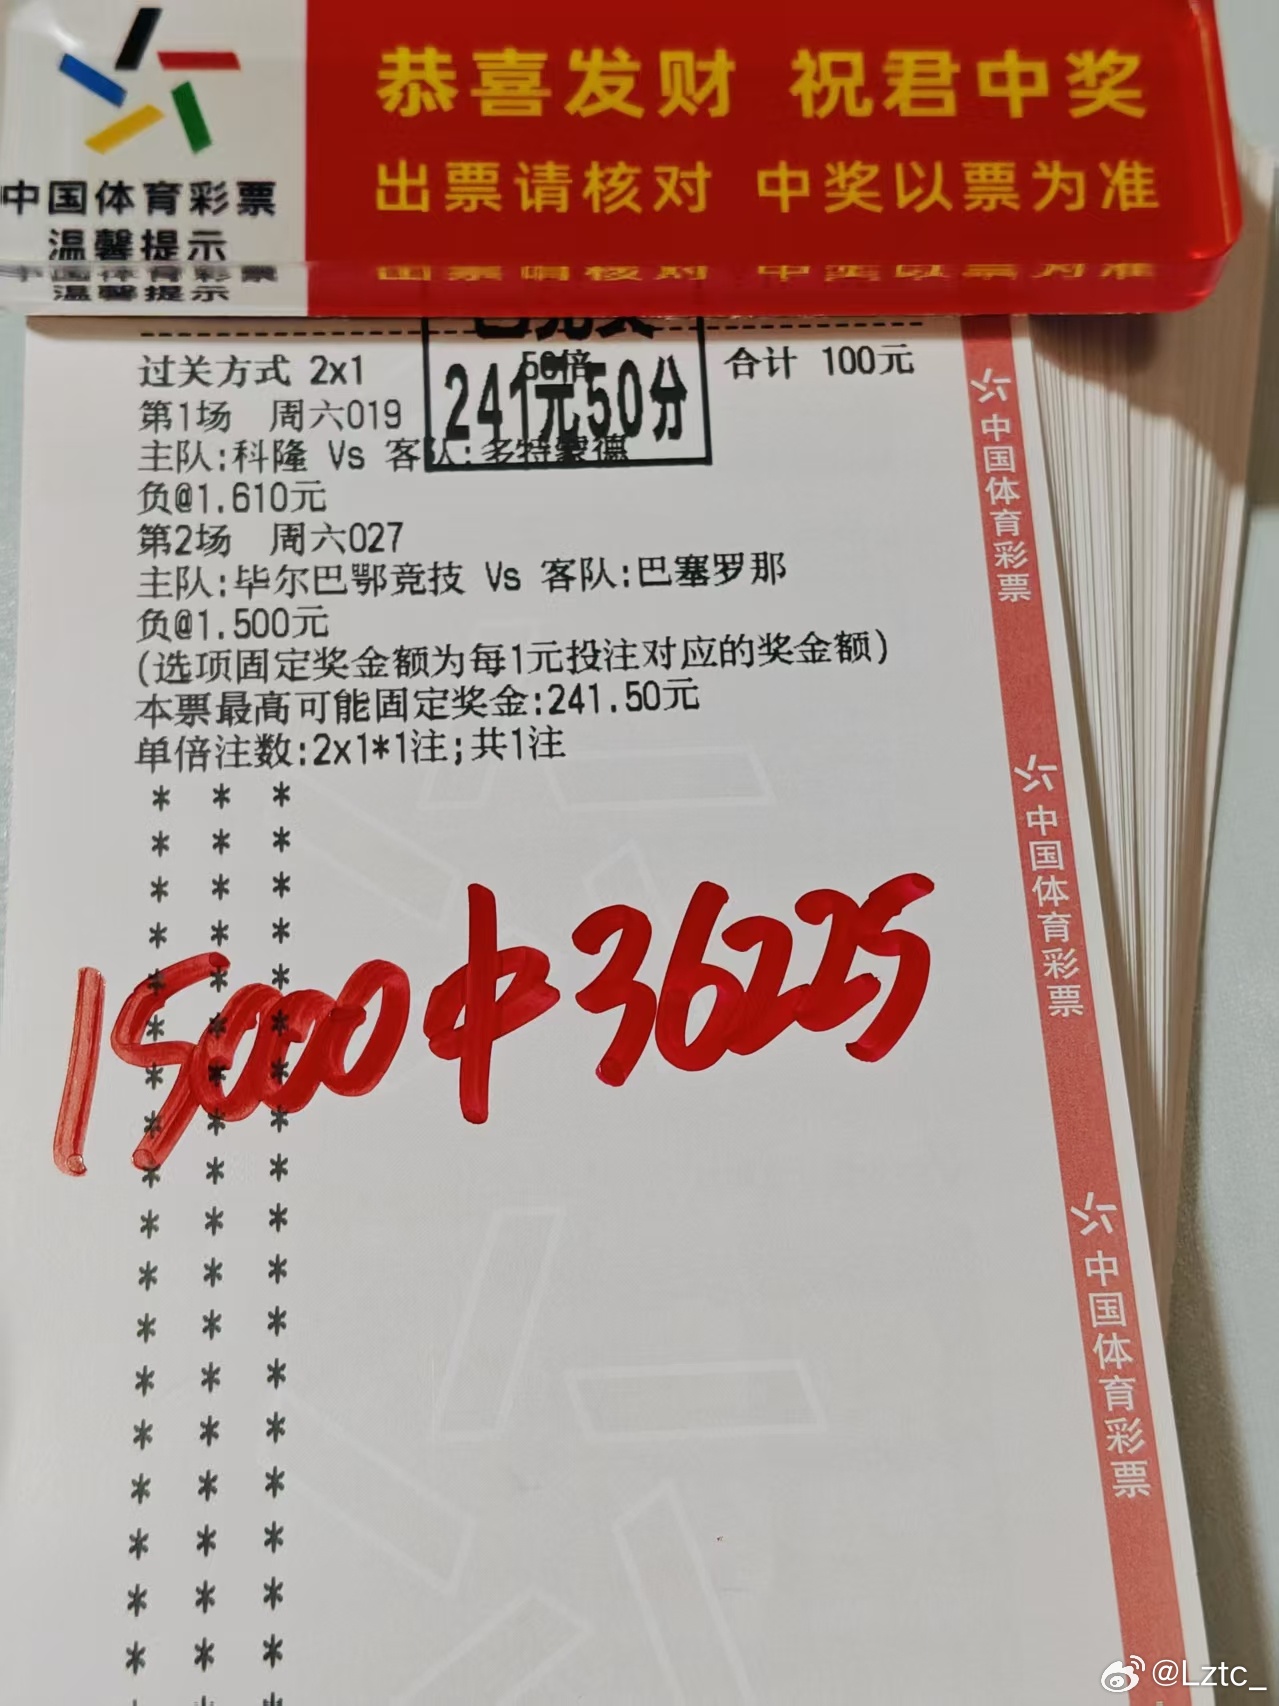 中国体育彩票
温馨提示
恭喜发财 祝君中奖
出票请核对 中奖以票为准
过关方式 2x1 50倍 合计 100元
241元50分
第1场 周六019
主队:科隆 Vs 客队:多特蒙德
负@1.610元
第2场 周六027
主队:毕尔巴鄂竞技 Vs 客队:巴塞罗那
负@1.500元
(选项固定奖金额为每1元投注对应的奖金额)
本票最高可能固定奖金:241.50元
单倍注数:2x1*1注;共1注
15000中36225
中国体育彩票
中国体育彩票
中国体育彩票
@Lztc_